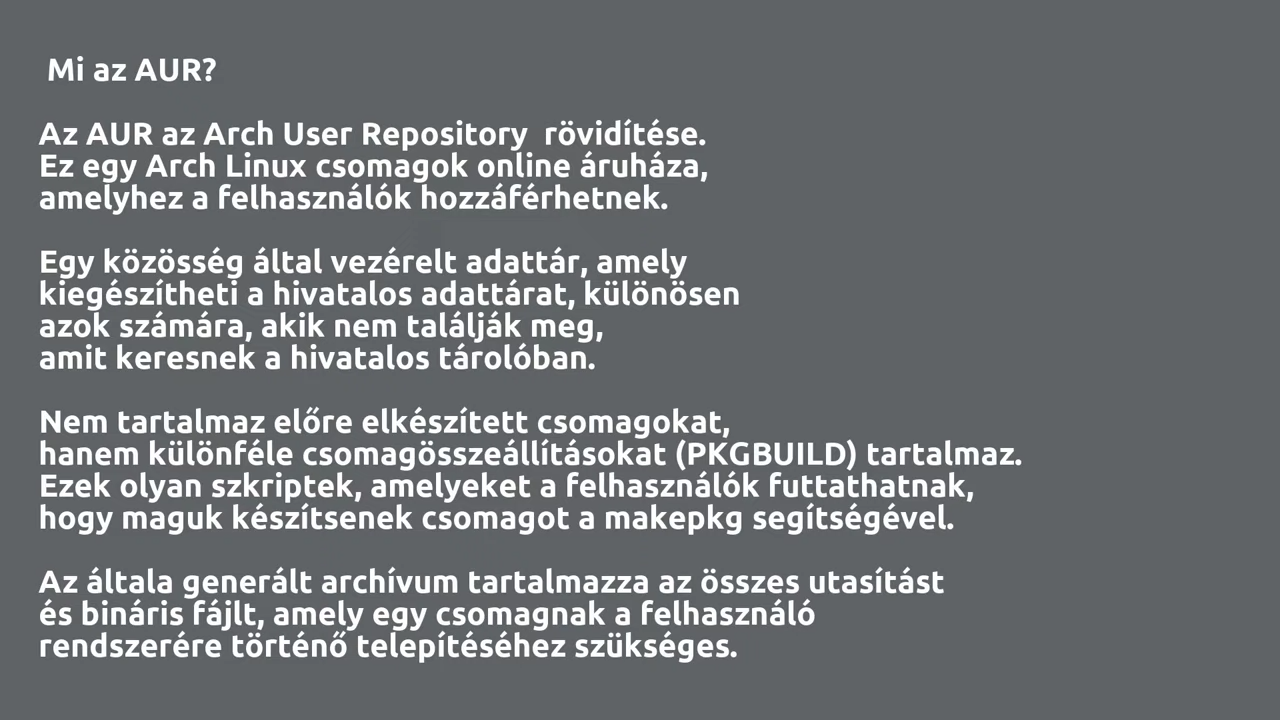 Mi az AUR?
Az AUR az Arch User Repository  rövidítése.
Ez egy Arch Linux csomagok online áruháza,
amelyhez a felhasználók hozzáférhetnek.
Egy közösség által vezérelt adattár, amely
kiegészítheti a hivatalos adattárat, különösen
azok számára, akik nem találják meg,
amit keresnek a hivatalos tárolóban.
Nem tartalmaz előre elkészített csomagokat,
hanem különféle csomagösszeállításokat (PKGBUILD) tartalmaz.
Ezek olyan szkriptek, amelyeket a felhasználók futtathatnak,
hogy maguk készítsenek csomagot a makepkg segítségével.
Az általa generált archívum tartalmazza az összes utasítást
és bináris fájlt, amely egy csomagnak a felhasználó
rendszerére történő telepítéséhez szükséges.